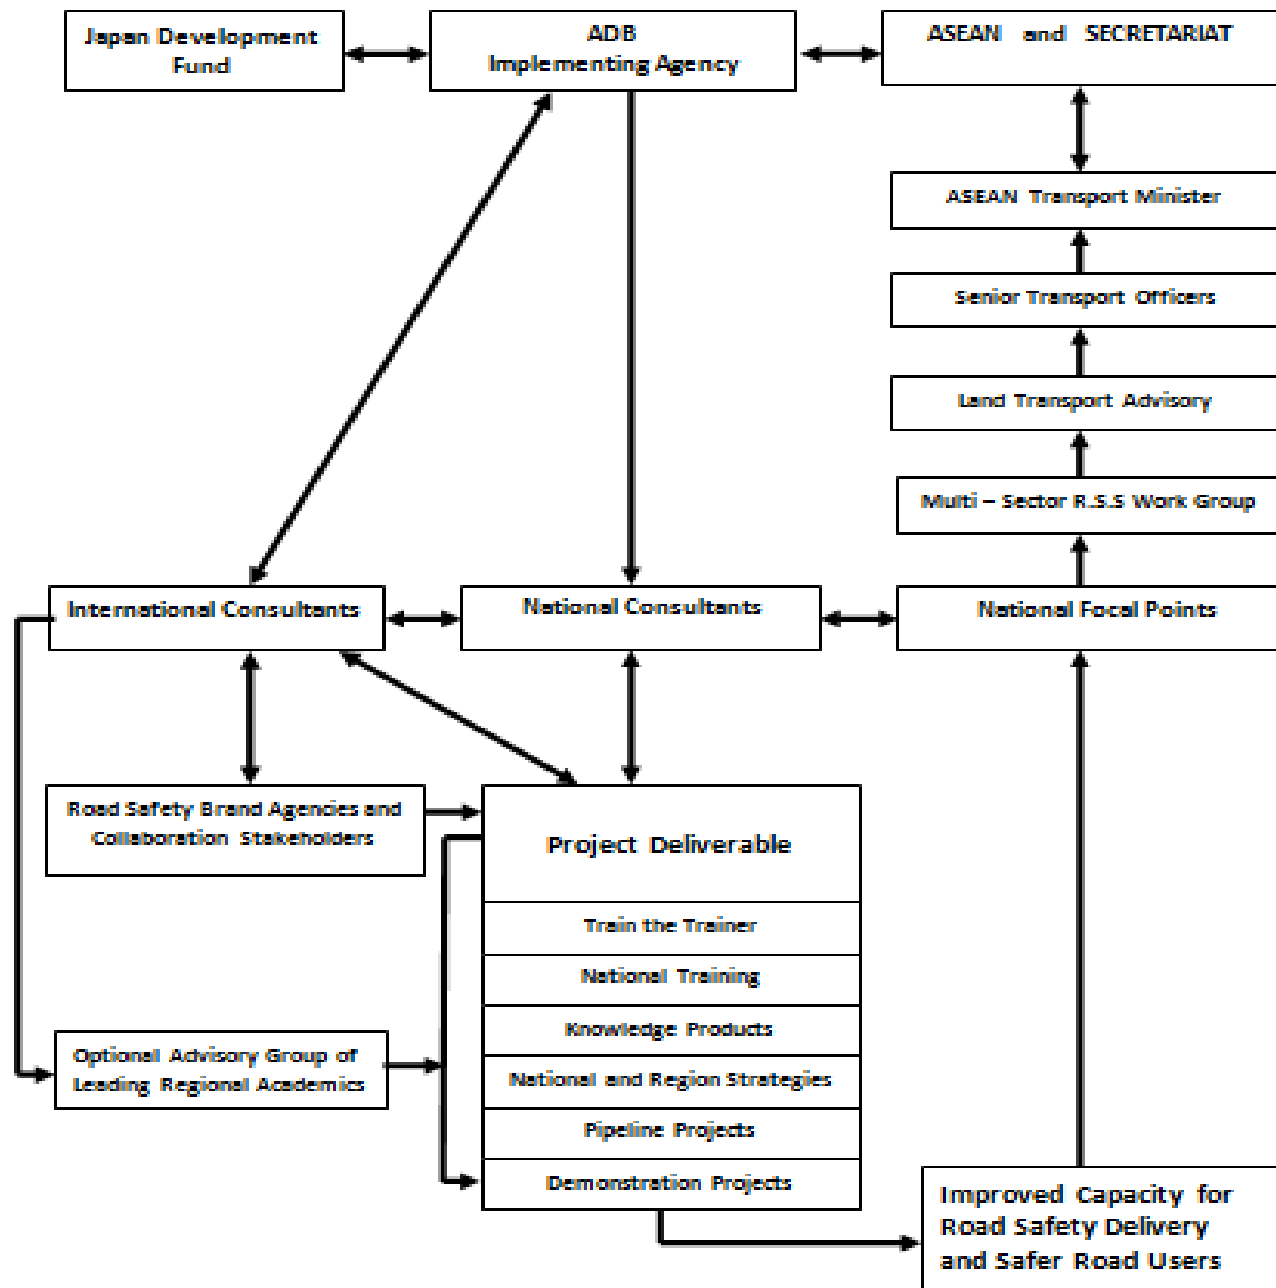 Japan Development
Fund
ADB
Implementing Agency
ASEAN and SECRETARIAT
ASEAN Transport Minister
Senior Transport Officers
Land Transport Advisory
Multi – Sector R.S.S Work Group
International Consultants
National Consultants
National Focal Points
Road Safety Brand Agencies and
Collaboration Stakeholders
Project Deliverable
Train the Trainer
National Training
Knowledge Products
National and Region Strategies
Pipeline Projects
Demonstration Projects
Optional Advisory Group of
Leading Regional Academics
Improved Capacity for
Road Safety Delivery
and Safer Road Users